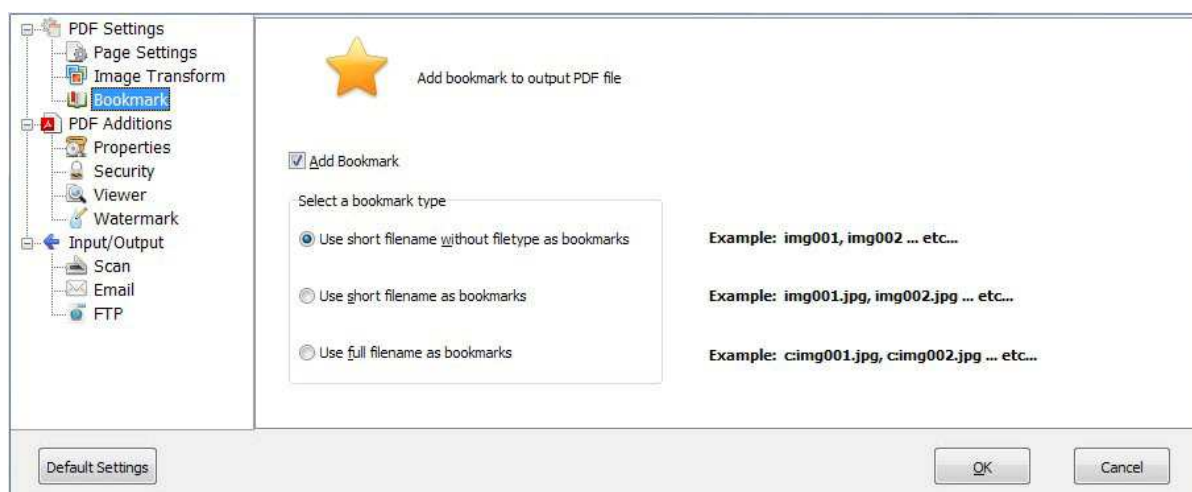 PDF Settings
Page Settings
Image Transform
Bookmark
PDF Additions
Properties
Security
Viewer
Watermark
Input/Output
Scan
Email
FTP
Add bookmark to output PDF file
Add Bookmark
Select a bookmark type
Use short filename without filetype as bookmarks
Example: img001, img002 ... etc...
Use short filename as bookmarks
Example: img001.jpg, img002.jpg ... etc...
Use full filename as bookmarks
Example: c:img001.jpg, c:img002.jpg ... etc...
Default Settings
OK
Cancel